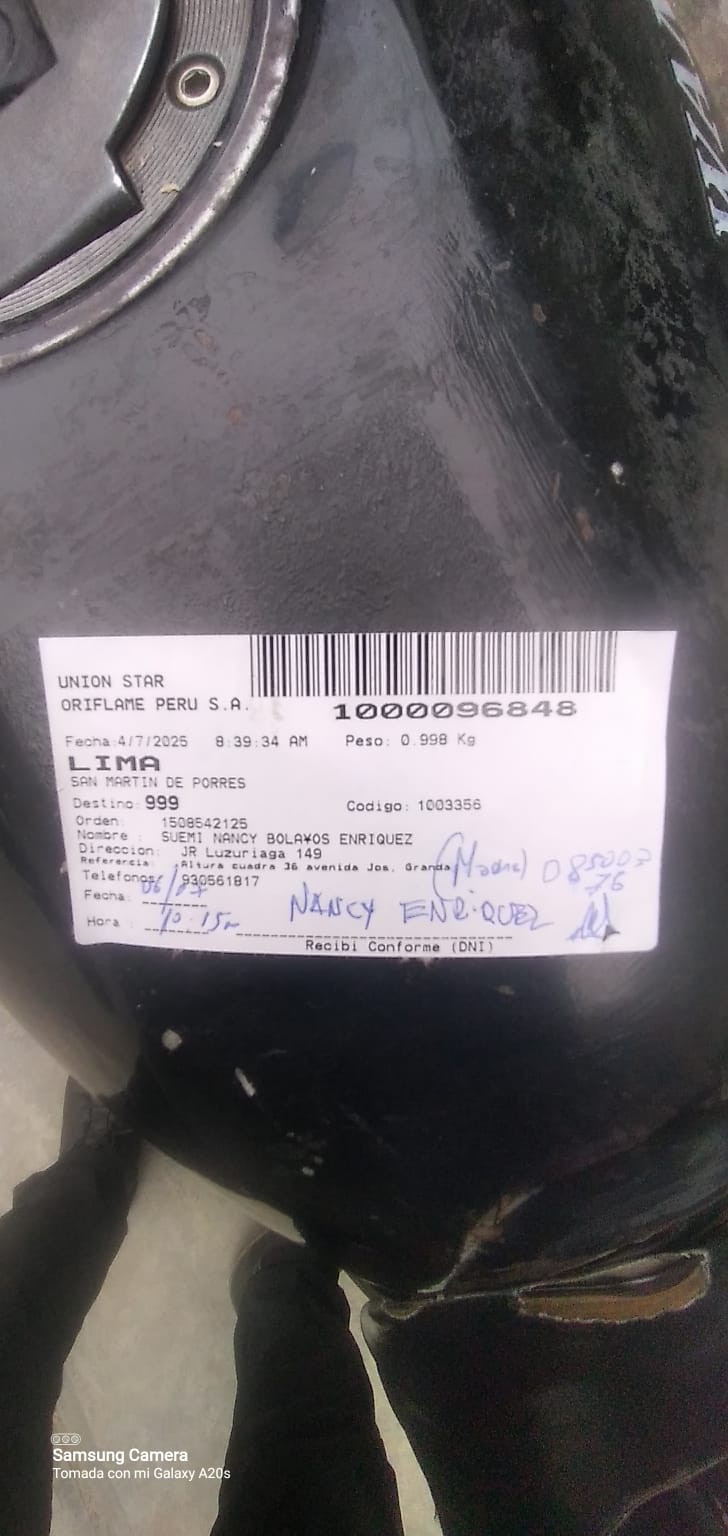 UNION STAR
ORIFLAME PERU S.A.
1000096848
Fecha:4/7/2025 8:39:34 AM Peso: 0.998 Kg
LIMA
SAN MARTIN DE PORRES
Destino: 999 Codigo: 1003356
Orden: 1508542125
Nombre : SUEMI NANCY BOLA¥OS ENRIQUEZ
Direccion: JR Luzuriaga 149
Referencia: Altura cuadra 36 avenida Jos. Granda
Telefonos: 930561817
Fecha: 06/07
Hora : 10:15
NANCY ENRIQUEZ
Recibi Conforme (DNI)
Samsung Camera
Tomada con mi Galaxy A20s